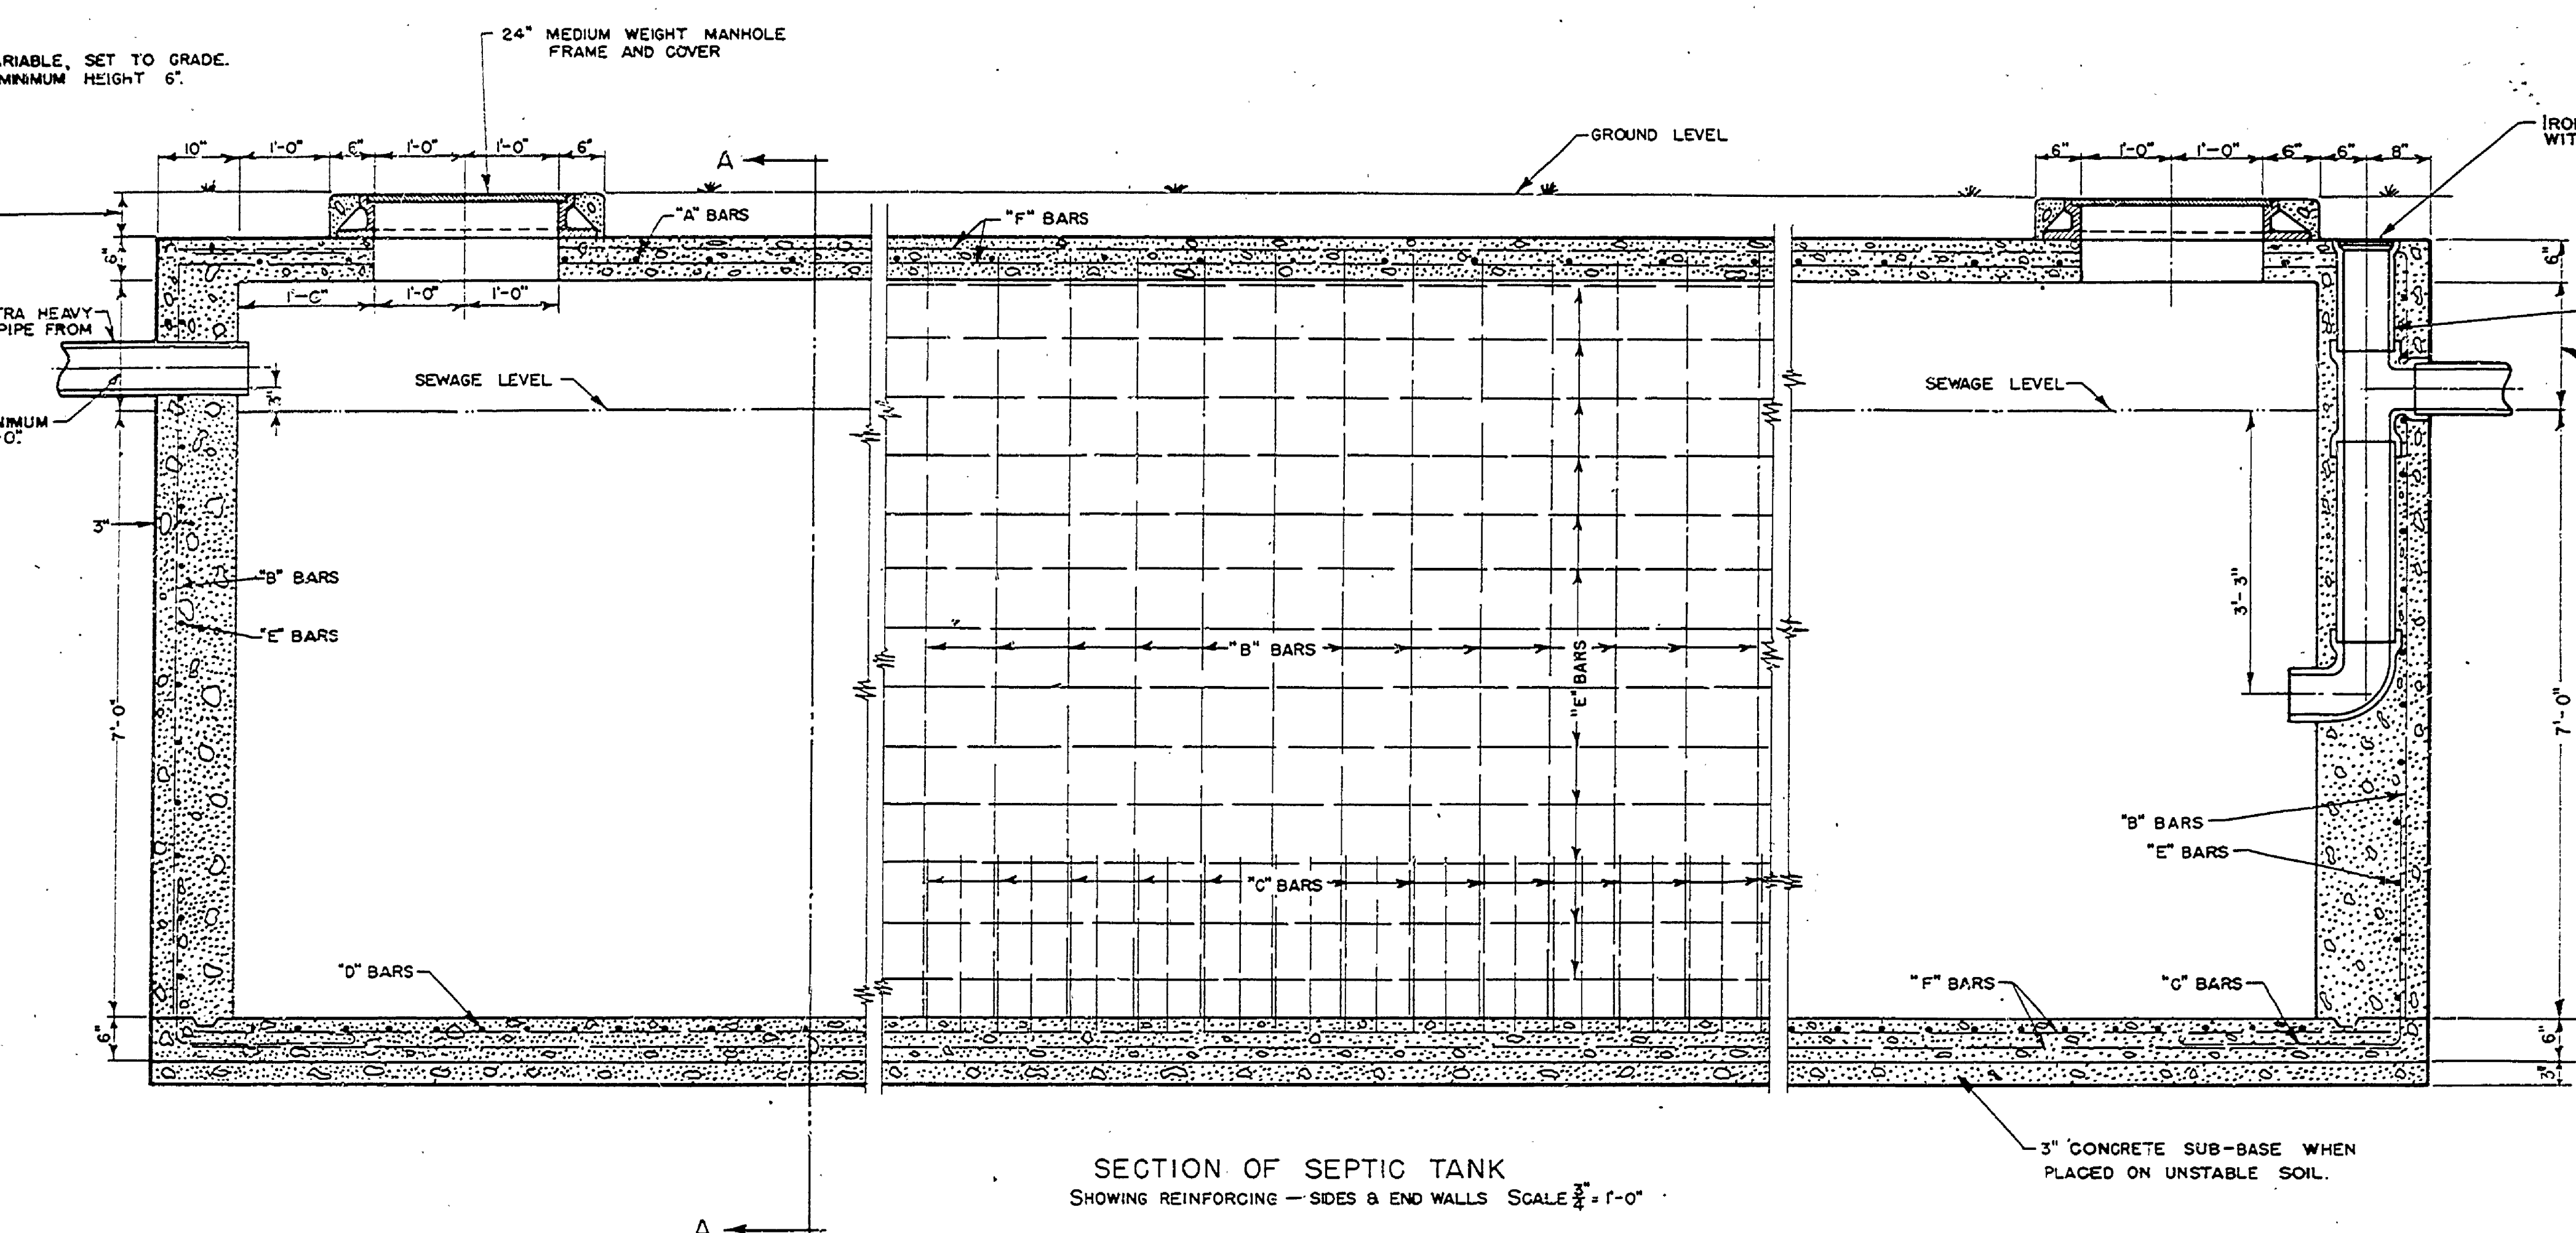 24" MEDIUM WEIGHT MANHOLE
FRAME AND COVER
RIABLE, SET TO GRADE.
MINIMUM HEIGHT 6".
GROUND LEVEL
IRO
WIT
10"
1'-0"
6"
1'-0"
1'-0"
6"
A
6"
1'-0"
1'-0"
6"
6"
8"
"A" BARS
"F" BARS
6"
6"
1'-0"
1'-0"
TRA HEAVY
PIPE FROM
SEWAGE LEVEL
3"
SEWAGE LEVEL
NIMUM
3"
"B" BARS
"E" BARS
3'-3"
"B" BARS
"E" BARS
7'-0"
7'-0"
"B" BARS
"E" BARS
"C" BARS
"D" BARS
"F" BARS
"C" BARS
6"
6"
3"
3" CONCRETE SUB-BASE WHEN
PLACED ON UNSTABLE SOIL.
SECTION OF SEPTIC TANK
SHOWING REINFORCING — SIDES & END WALLS SCALE 3/4" = 1'-0"
A